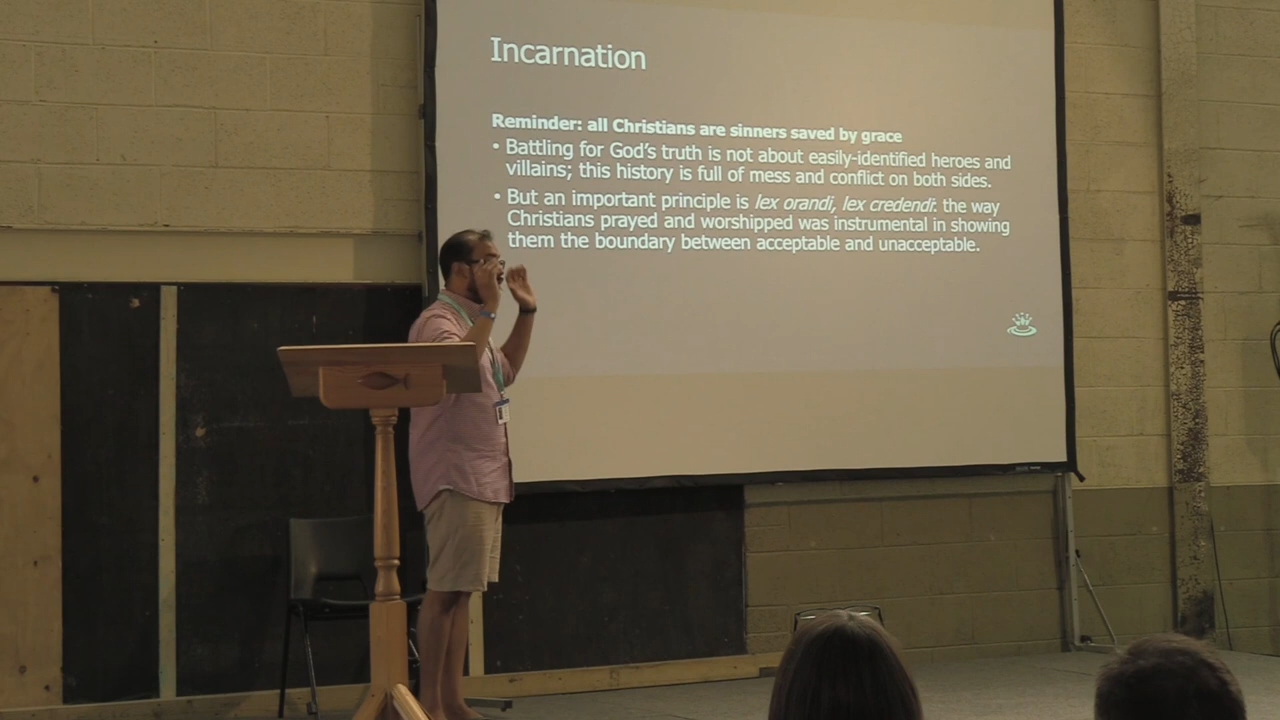 Incarnation
Reminder: all Christians are sinners saved by grace
• Battling for God's truth is not about easily-identified heroes and
villains; this history is full of mess and conflict on both sides.
• But an important principle is lex orandi, lex credendi: the way
Christians prayed and worshipped was instrumental in showing
them the boundary between acceptable and unacceptable.